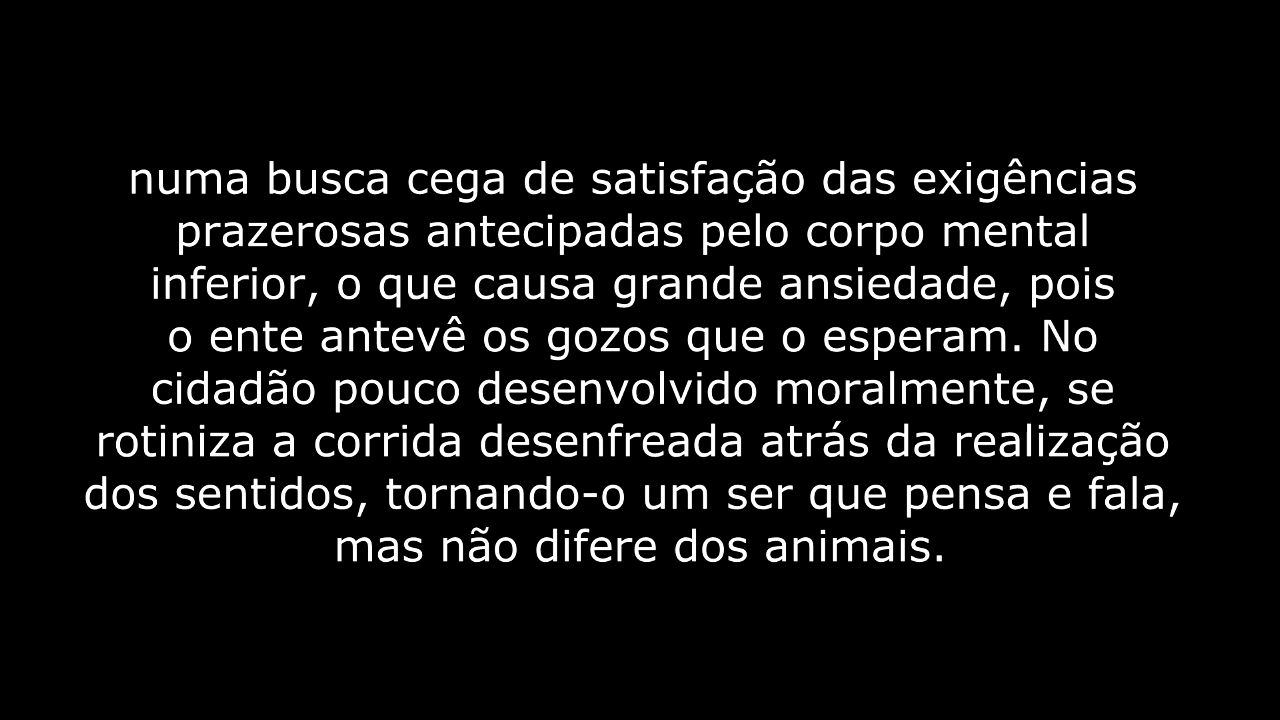 numa busca cega de satisfação das exigências
prazerosas antecipadas pelo corpo mental
inferior, o que causa grande ansiedade, pois
o ente antevê os gozos que o esperam. No
cidadão pouco desenvolvido moralmente, se
rotiniza a corrida desenfreada atrás da realização
dos sentidos, tornando-o um ser que pensa e fala,
mas não difere dos animais.